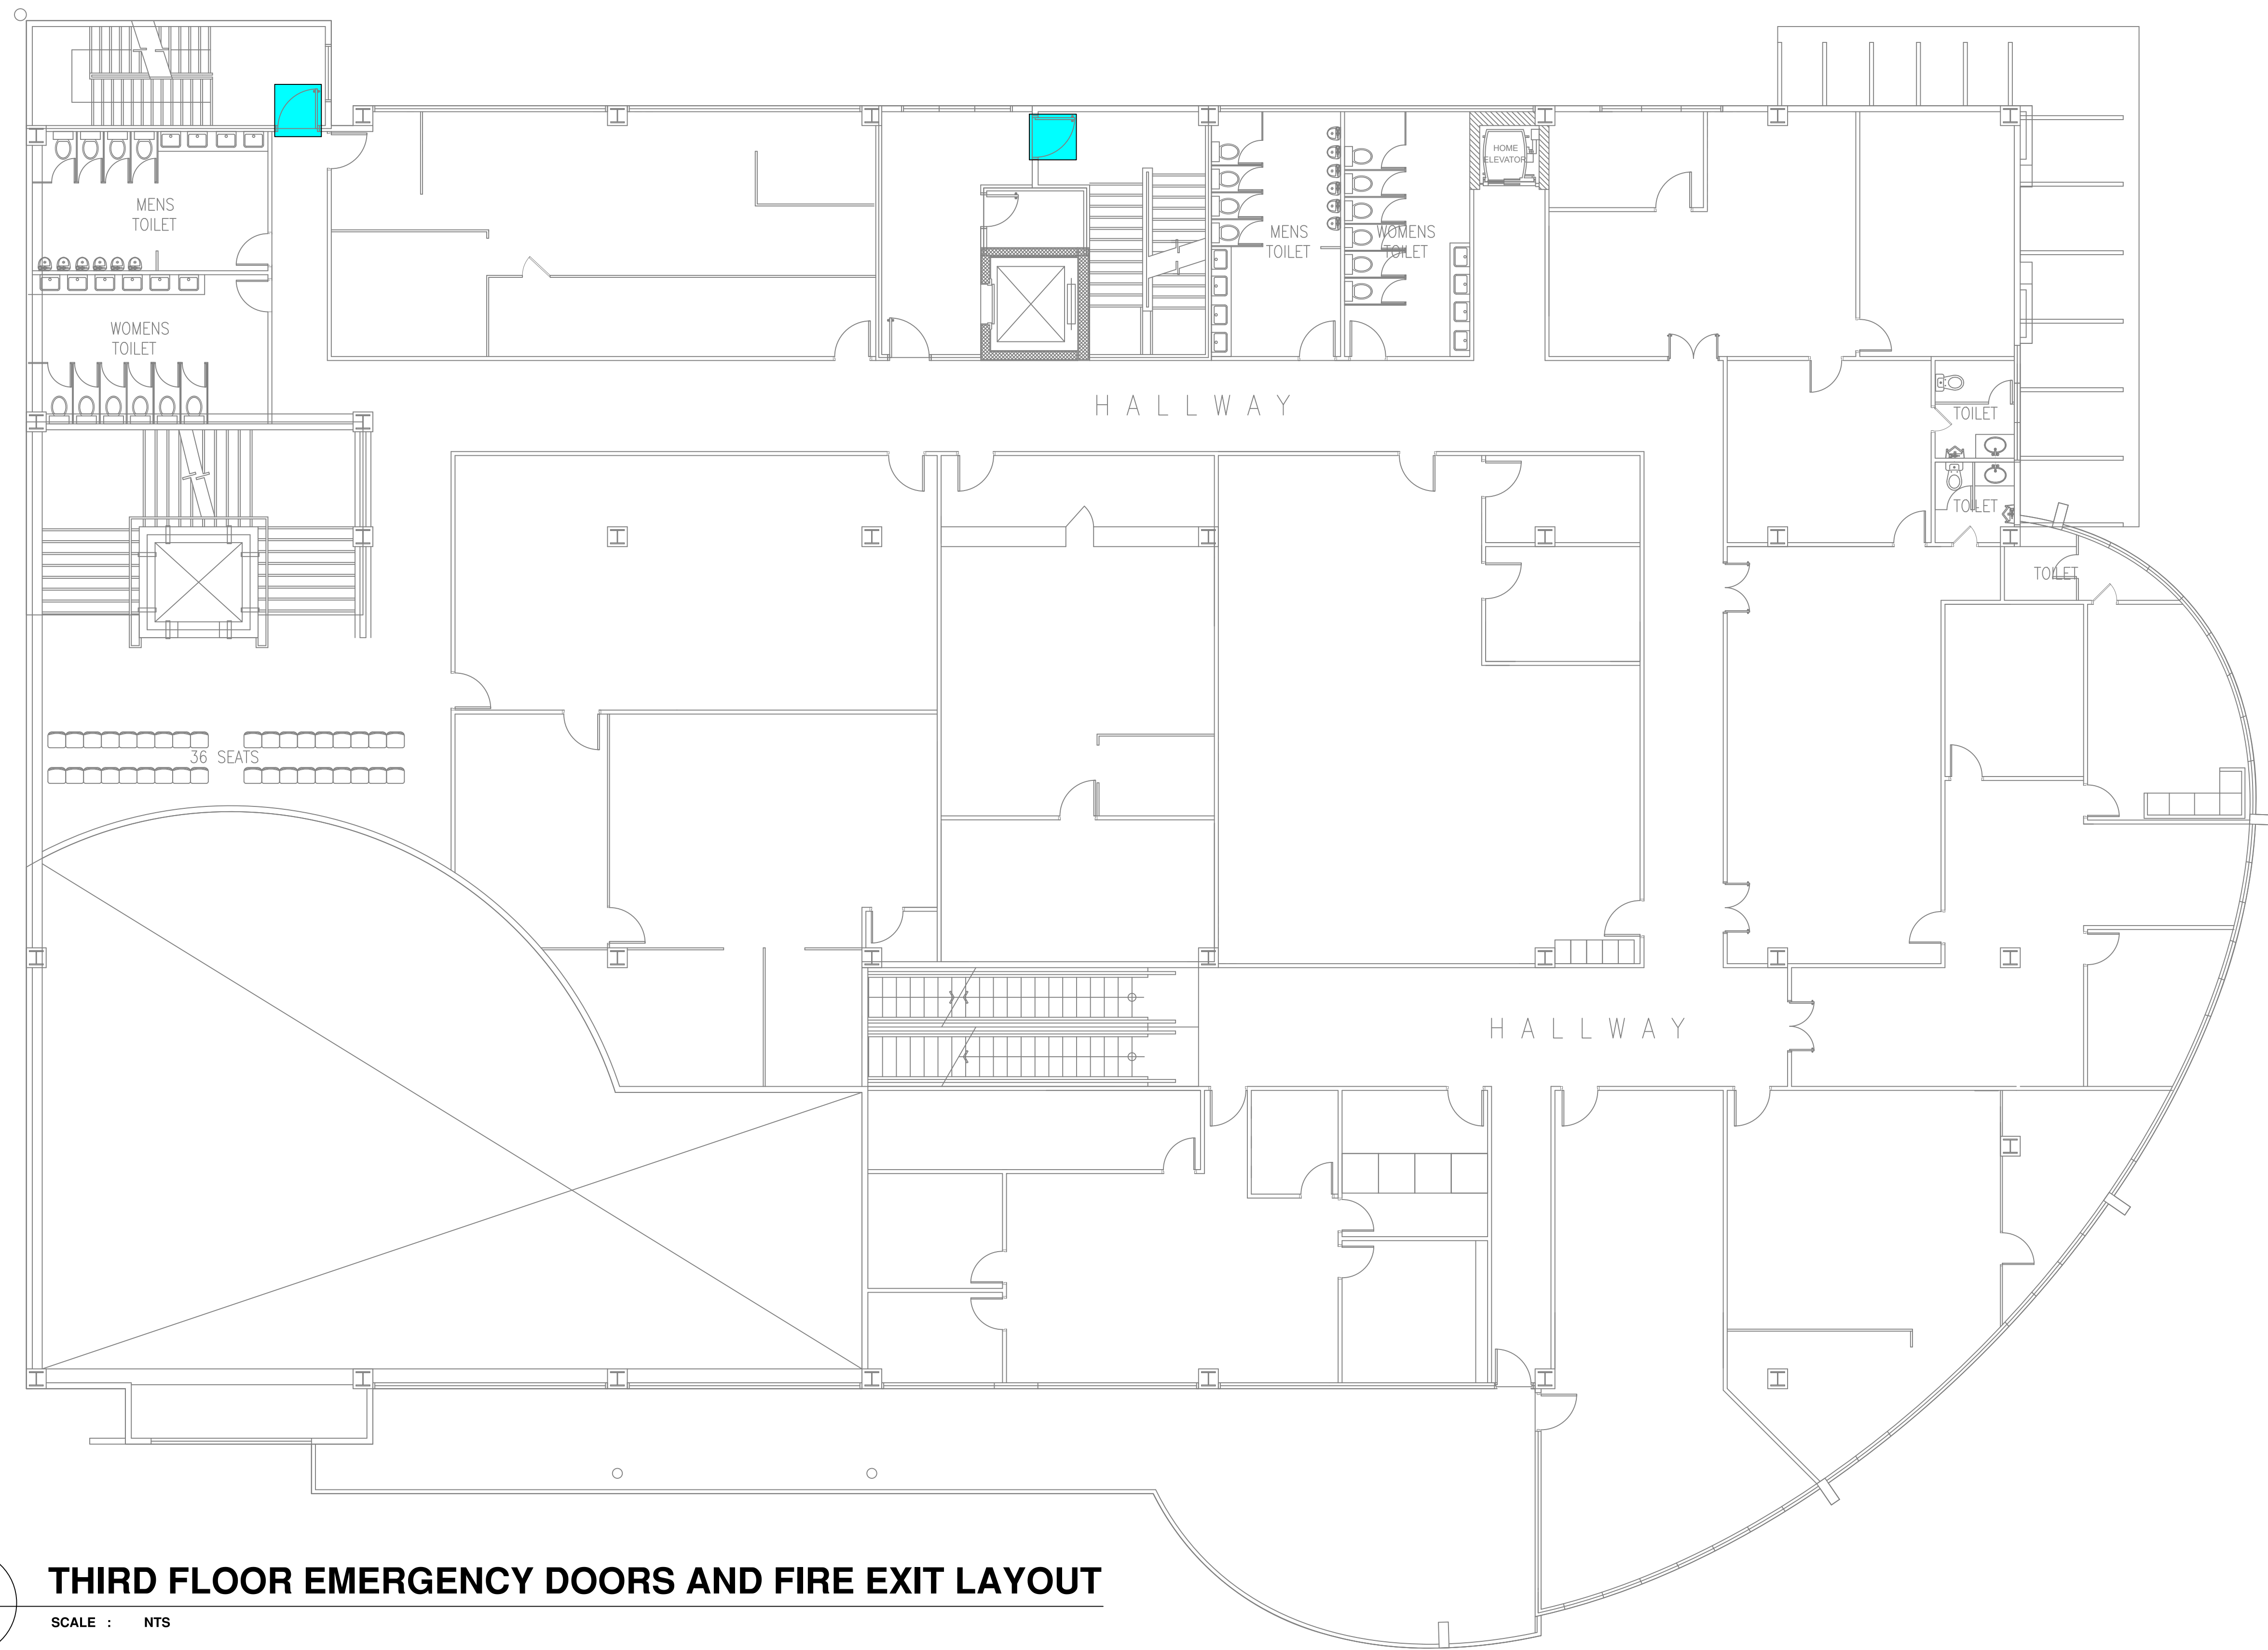 HOME
ELEVATOR
MENS
TOILET
MENS
TOILET
WOMENS
TOILET
WOMENS
TOILET
HALLWAY
TOILET
TOILET
TOILET
36 SEATS
HALLWAY
THIRD FLOOR EMERGENCY DOORS AND FIRE EXIT LAYOUT
SCALE : NTS